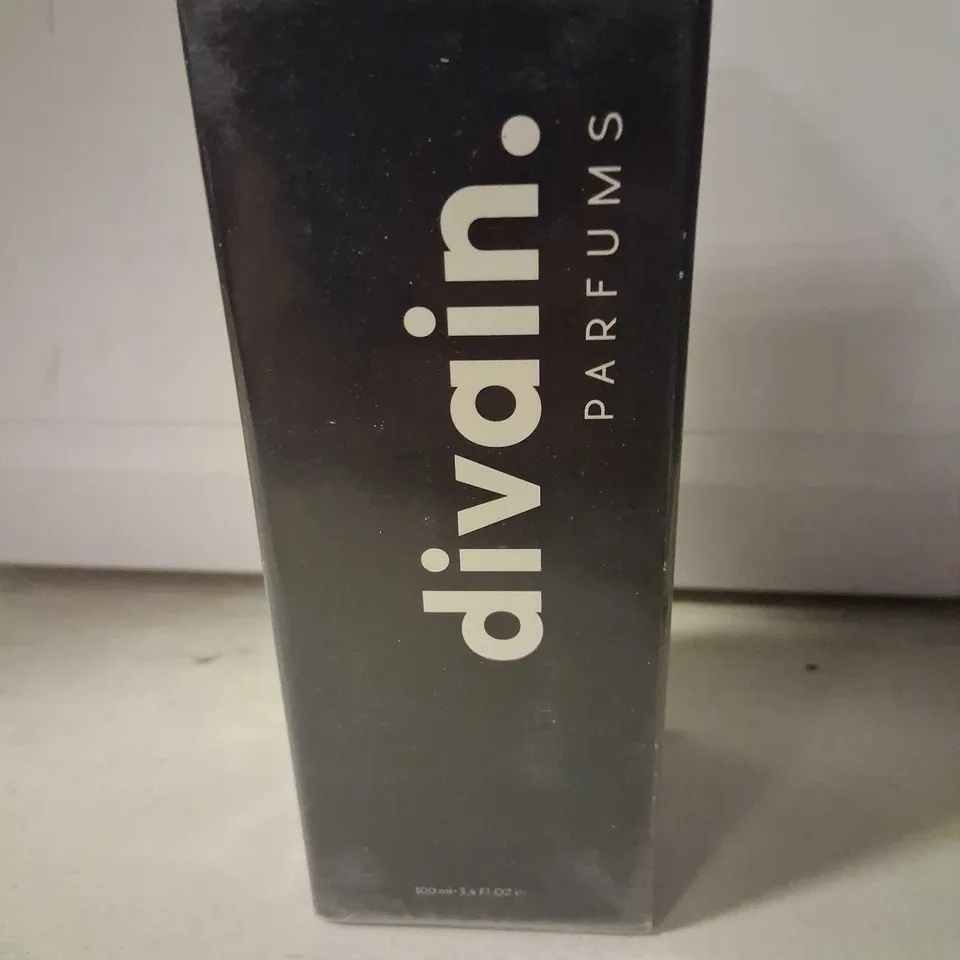 divain.
PARFUMS
100 ml-3.4 Fl. OZ e